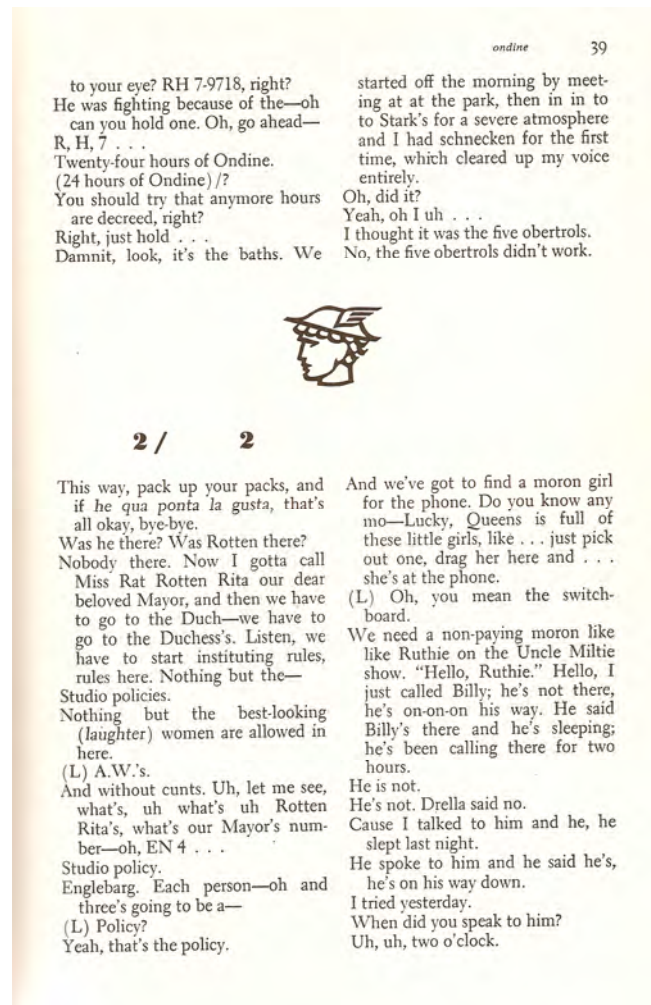 ondine 39
to your eye? RH 7-9718, right?
He was fighting because of the—oh
can you hold one. Oh, go ahead—
R, H, 7 . . .
Twenty-four hours of Ondine.
(24 hours of Ondine) /?
You should try that anymore hours
are decreed, right?
Right, just hold . . .
Damnit, look, it's the baths. We
started off the morning by meet-
ing at at the park, then in in to
to Stark's for a severe atmosphere
and I had schnecken for the first
time, which cleared up my voice
entirely.
Oh, did it?
Yeah, oh I uh . . .
I thought it was the five obertrols.
No, the five obertrols didn't work.
2 / 2
This way, pack up your packs, and
if he qua ponta la gusta, that's
all okay, bye-bye.
Was he there? Was Rotten there?
Nobody there. Now I gotta call
Miss Rat Rotten Rita our dear
beloved Mayor, and then we have
to go to the Duch—we have to
go to the Duchess's. Listen, we
have to start instituting rules,
rules here. Nothing but the—
Studio policies.
Nothing but the best-looking
(laughter) women are allowed in
here.
(L) A.W.'s.
And without cunts. Uh, let me see,
what's, uh what's uh Rotten
Rita's, what's our Mayor's num-
ber—oh, EN 4 . . .
Studio policy.
Englebarg. Each person—oh and
three's going to be a—
(L) Policy?
Yeah, that's the policy.
And we've got to find a moron girl
for the phone. Do you know any
mo—Lucky, Queens is full of
these little girls, like . . . just pick
out one, drag her here and . . .
she's at the phone.
(L) Oh, you mean the switch-
board.
We need a non-paying moron like
like Ruthie on the Uncle Miltie
show. "Hello, Ruthie." Hello, I
just called Billy; he's not there,
he's on-on-on his way. He said
Billy's there and he's sleeping;
he's been calling there for two
hours.
He is not.
He's not. Drella said no.
Cause I talked to him and he, he
slept last night.
He spoke to him and he said he's,
he's on his way down.
I tried yesterday.
When did you speak to him?
Uh, uh, two o'clock.